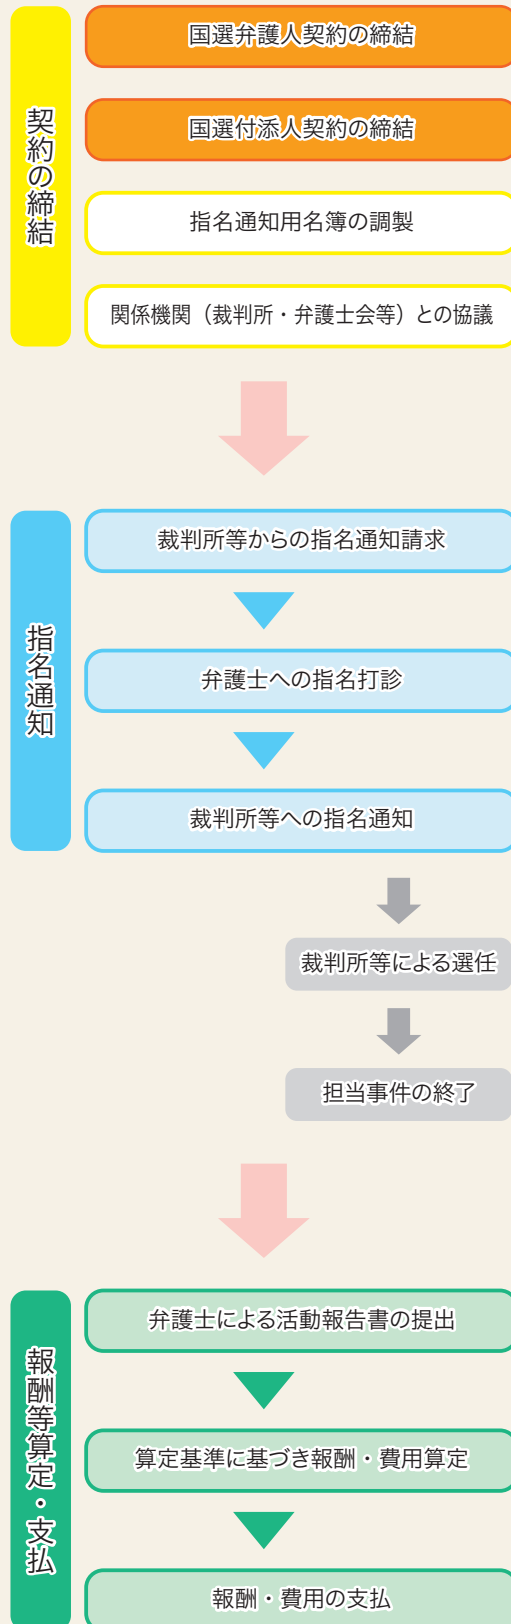 契約の締結
国選弁護人契約の締結
国選付添人契約の締結
指名通知用名簿の調製
関係機関（裁判所・弁護士会等）との協議
指名通知
裁判所等からの指名通知請求
弁護士への指名打診
裁判所等への指名通知
裁判所等による選任
担当事件の終了
報酬等算定・支払
弁護士による活動報告書の提出
算定基準に基づき報酬・費用算定
報酬・費用の支払